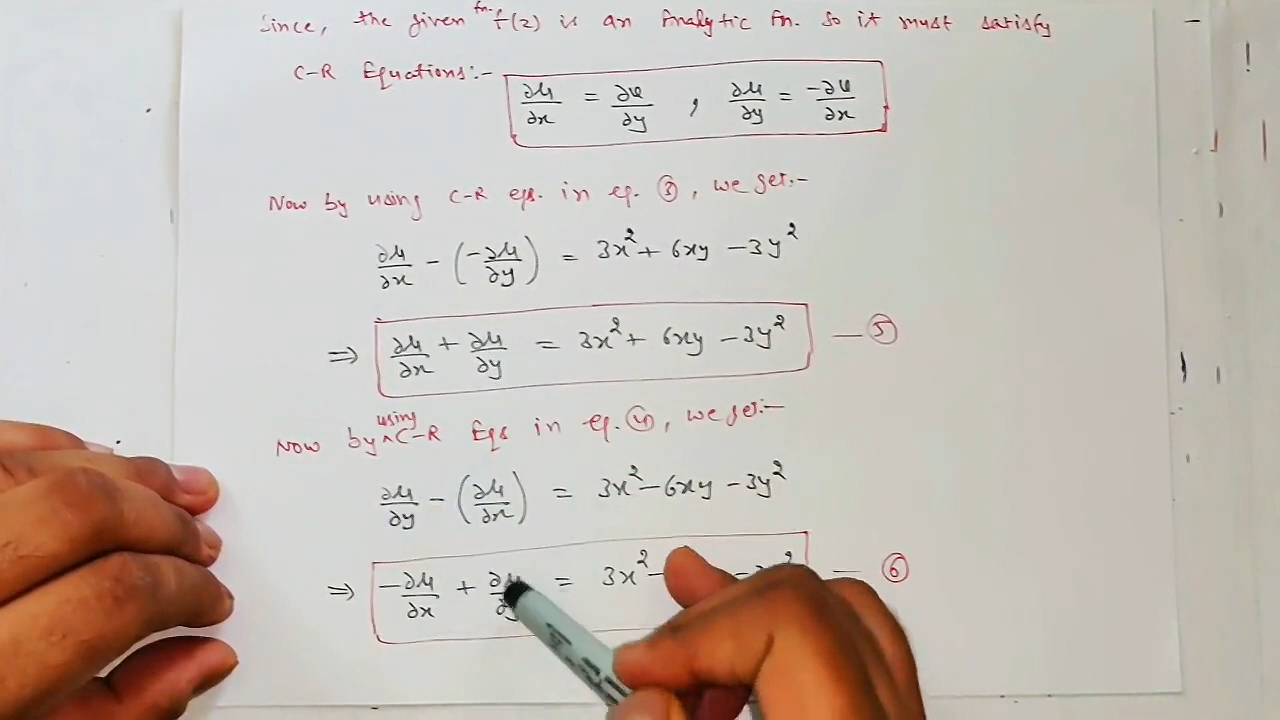 Since, the given fn. f(z) is an Analytic fn. so it must satisfy
C-R Equations:-
∂u/∂x = ∂v/∂y , ∂u/∂y = -∂v/∂x
Now by using C-R eqs. in eq. ③, we get:-
∂u/∂x - (-∂u/∂y) = 3x² + 6xy - 3y²
⇒ ∂u/∂x + ∂u/∂y = 3x² + 6xy - 3y² — ⑤
Now by using C-R Eqs in eq. ④, we get:-
∂u/∂y - (∂u/∂x) = 3x² - 6xy - 3y²
⇒ -∂u/∂x + ∂u/∂y = 3x² - - 3y² — ⑥